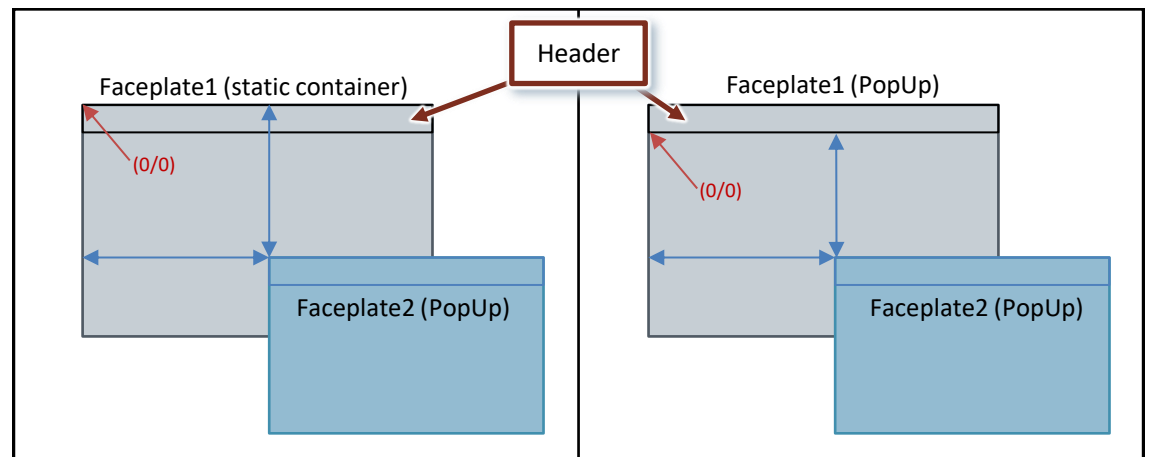 Header
Faceplate1 (static container)
Faceplate1 (PopUp)
(0/0)
(0/0)
Faceplate2 (PopUp)
Faceplate2 (PopUp)